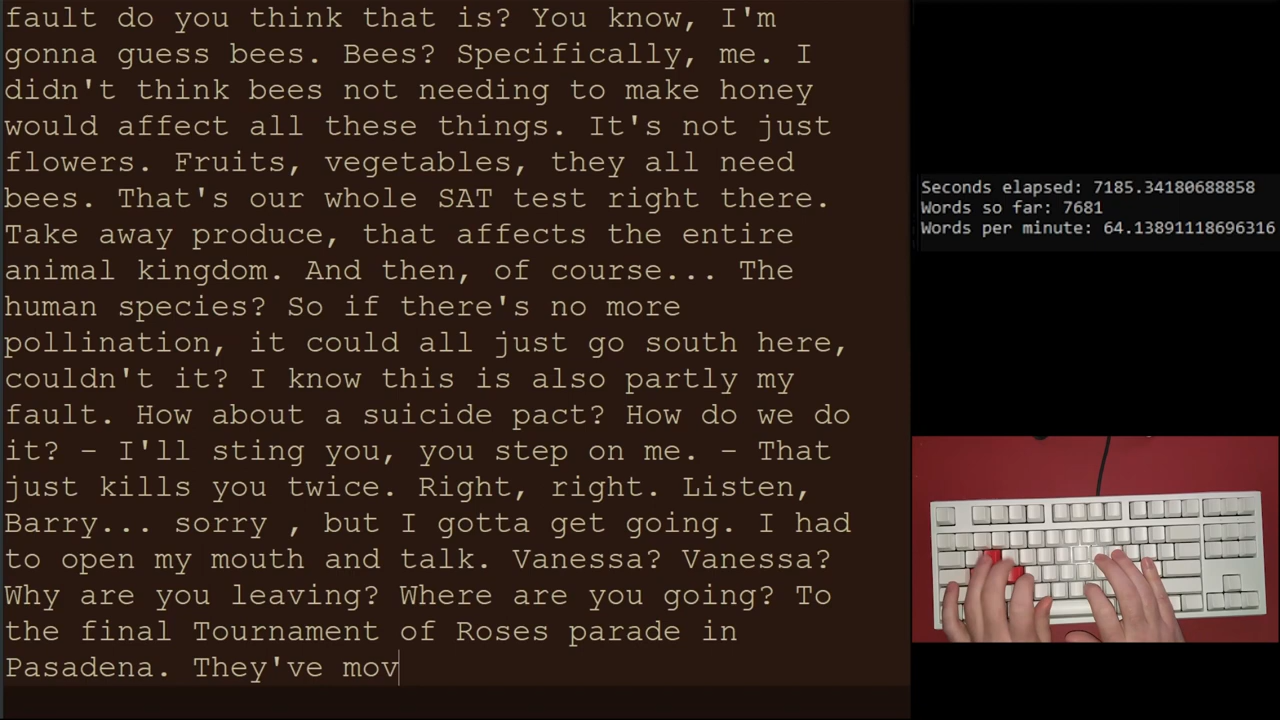 fault do you think that is? You know, I'm
gonna guess bees. Bees? Specifically, me. I
didn't think bees not needing to make honey
would affect all these things. It's not just
flowers. Fruits, vegetables, they all need
bees. That's our whole SAT test right there.
Take away produce, that affects the entire
animal kingdom. And then, of course... The
human species? So if there's no more
pollination, it could all just go south here,
couldn't it? I know this is also partly my
fault. How about a suicide pact? How do we do
it? - I'll sting you, you step on me. - That
just kills you twice. Right, right. Listen,
Barry... sorry , but I gotta get going. I had
to open my mouth and talk. Vanessa? Vanessa?
Why are you leaving? Where are you going? To
the final Tournament of Roses parade in
Pasadena. They've mov
Seconds elapsed: 7185.34180688858
Words so far: 7681
Words per minute: 64.13891118696316